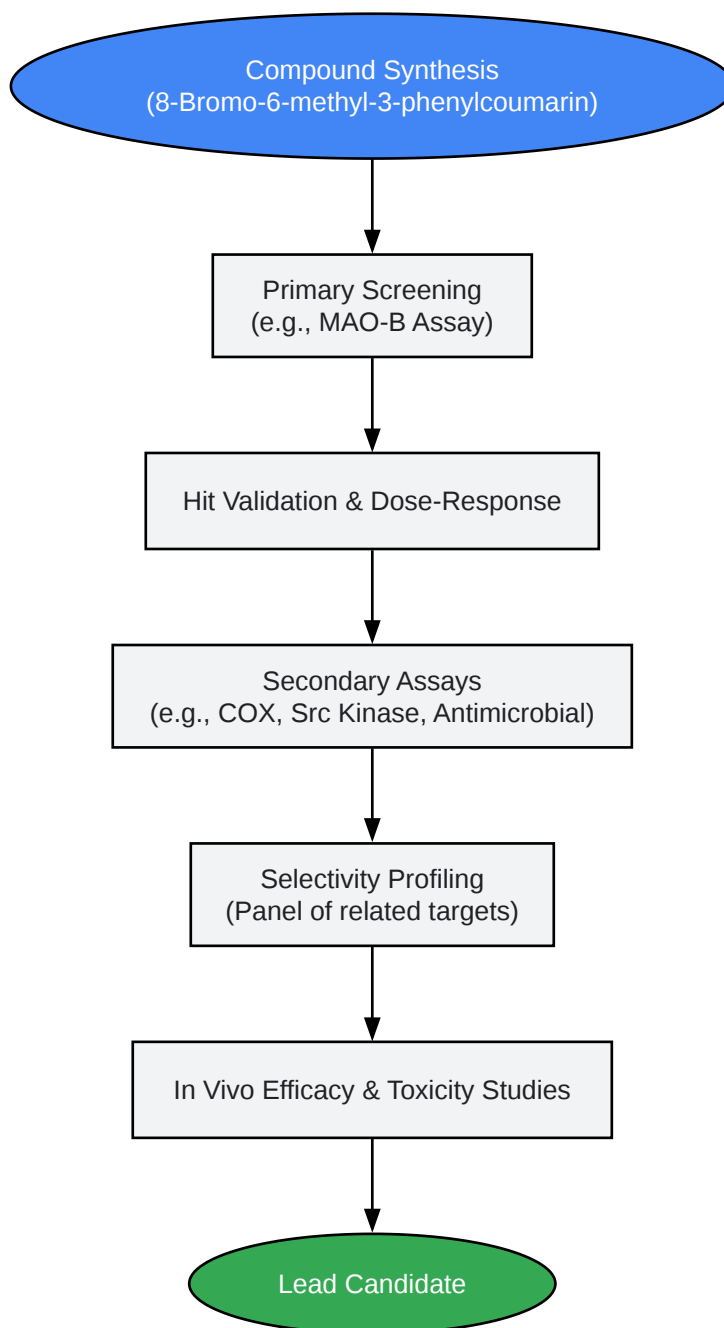 Compound Synthesis
(8-Bromo-6-methyl-3-phenylcoumarin)
Primary Screening
(e.g., MAO-B Assay)
Hit Validation & Dose-Response
Secondary Assays
(e.g., COX, Src Kinase, Antimicrobial)
Selectivity Profiling
(Panel of related targets)
In Vivo Efficacy & Toxicity Studies
Lead Candidate